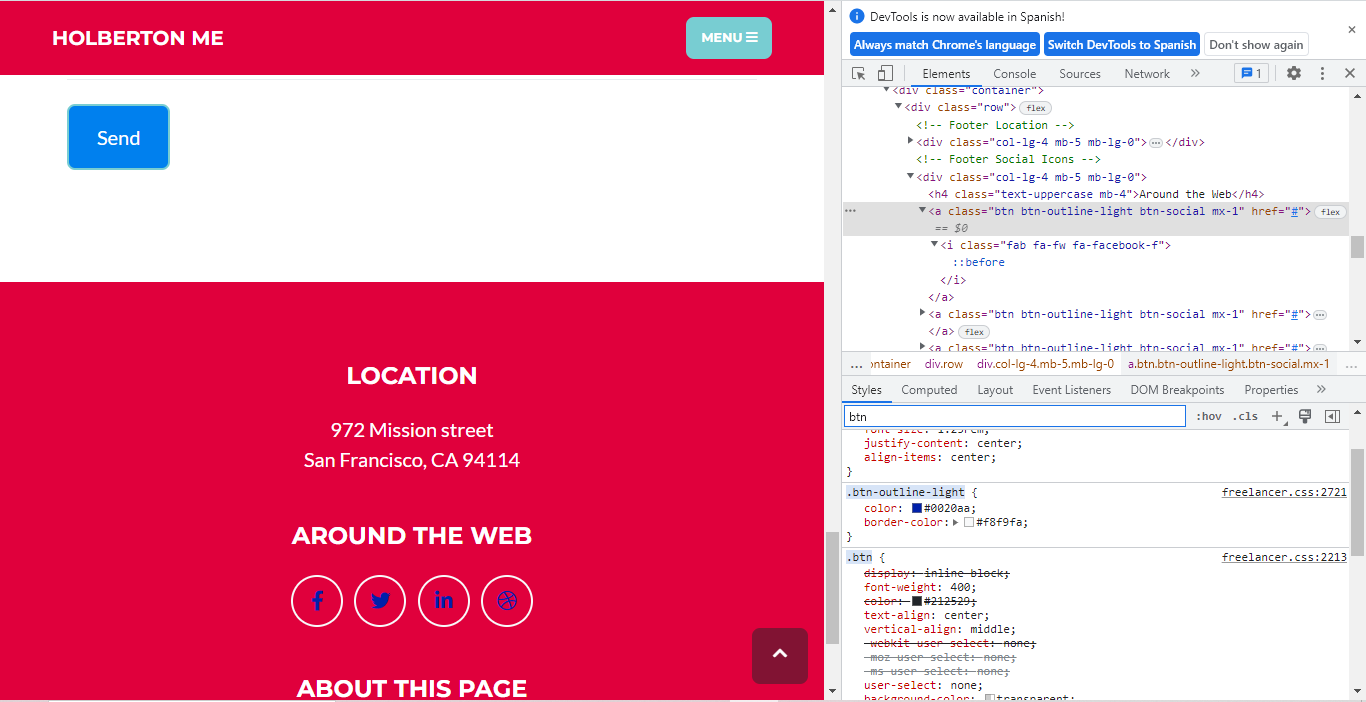 HOLBERTON ME
MENU
Send
LOCATION
972 Mission street
San Francisco, CA 94114
AROUND THE WEB
ABOUT THIS PAGE
DevTools is now available in Spanish!
Always match Chrome's language
Switch DevTools to Spanish
Don't show again
Elements
Console
Sources
Network
1
<div class="container">
<div class="row"> flex
<!-- Footer Location -->
<div class="col-lg-4 mb-5 mb-lg-0">…</div>
<!-- Footer Social Icons -->
<div class="col-lg-4 mb-5 mb-lg-0">
<h4 class="text-uppercase mb-4">Around the Web</h4>
<a class="btn btn-outline-light btn-social mx-1" href="#"> flex
== $0
<i class="fab fa-fw fa-facebook-f">
::before
</i>
</a>
<a class="btn btn-outline-light btn-social mx-1" href="#">…
</a> flex
<a class="btn btn-outline-light btn-social mx-1" href="#">…
… ontainer div.row div.col-lg-4.mb-5.mb-lg-0 a.btn.btn-outline-light.btn-social.mx-1 …
Styles Computed Layout Event Listeners DOM Breakpoints Properties
btn :hov .cls
font-size: 1.25rem;
justify-content: center;
align-items: center;
}
.btn-outline-light { freelancer.css:2721
color: #0020aa;
border-color: #f8f9fa;
}
.btn { freelancer.css:2213
display: inline-block;
font-weight: 400;
color: #212529;
text-align: center;
vertical-align: middle;
-webkit-user-select: none;
-moz-user-select: none;
-ms-user-select: none;
user-select: none;
background-color: transparent;